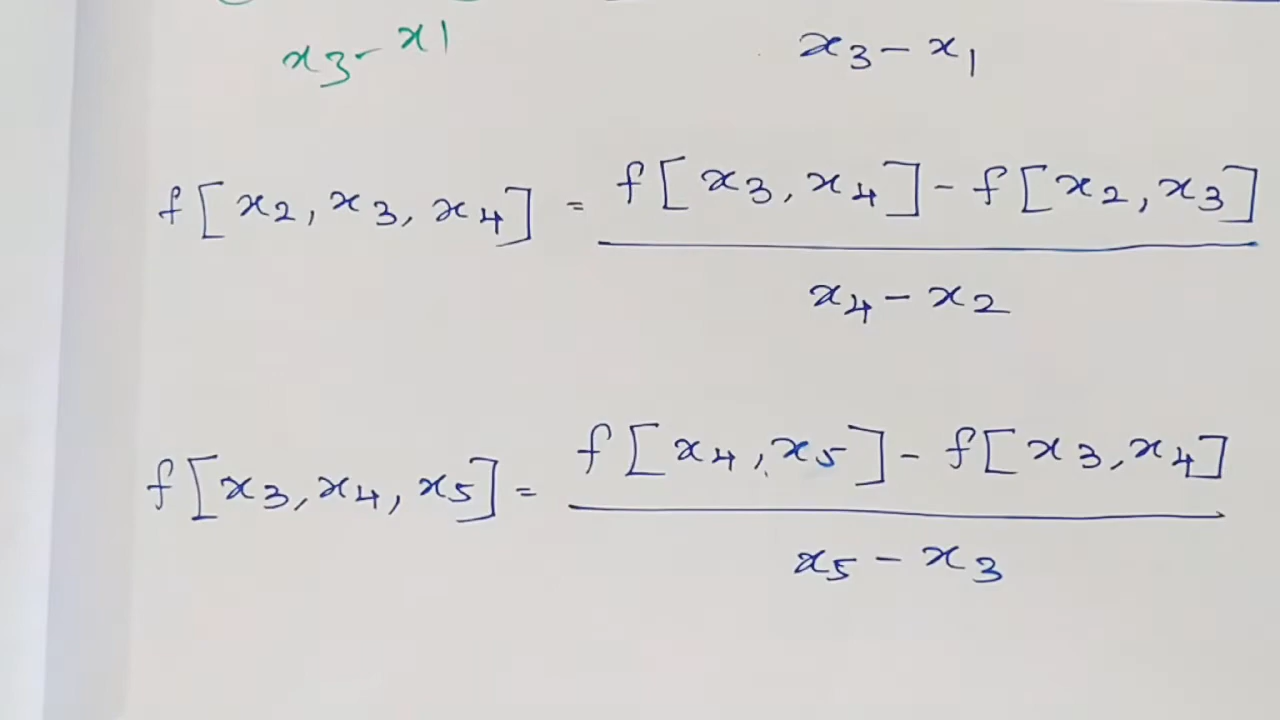 x3 - x1 x3 - x1
f[x2, x3, x4] = f[x3, x4] - f[x2, x3]
x4 - x2
f[x3, x4, x5] = f[x4, x5] - f[x3, x4]
x5 - x3